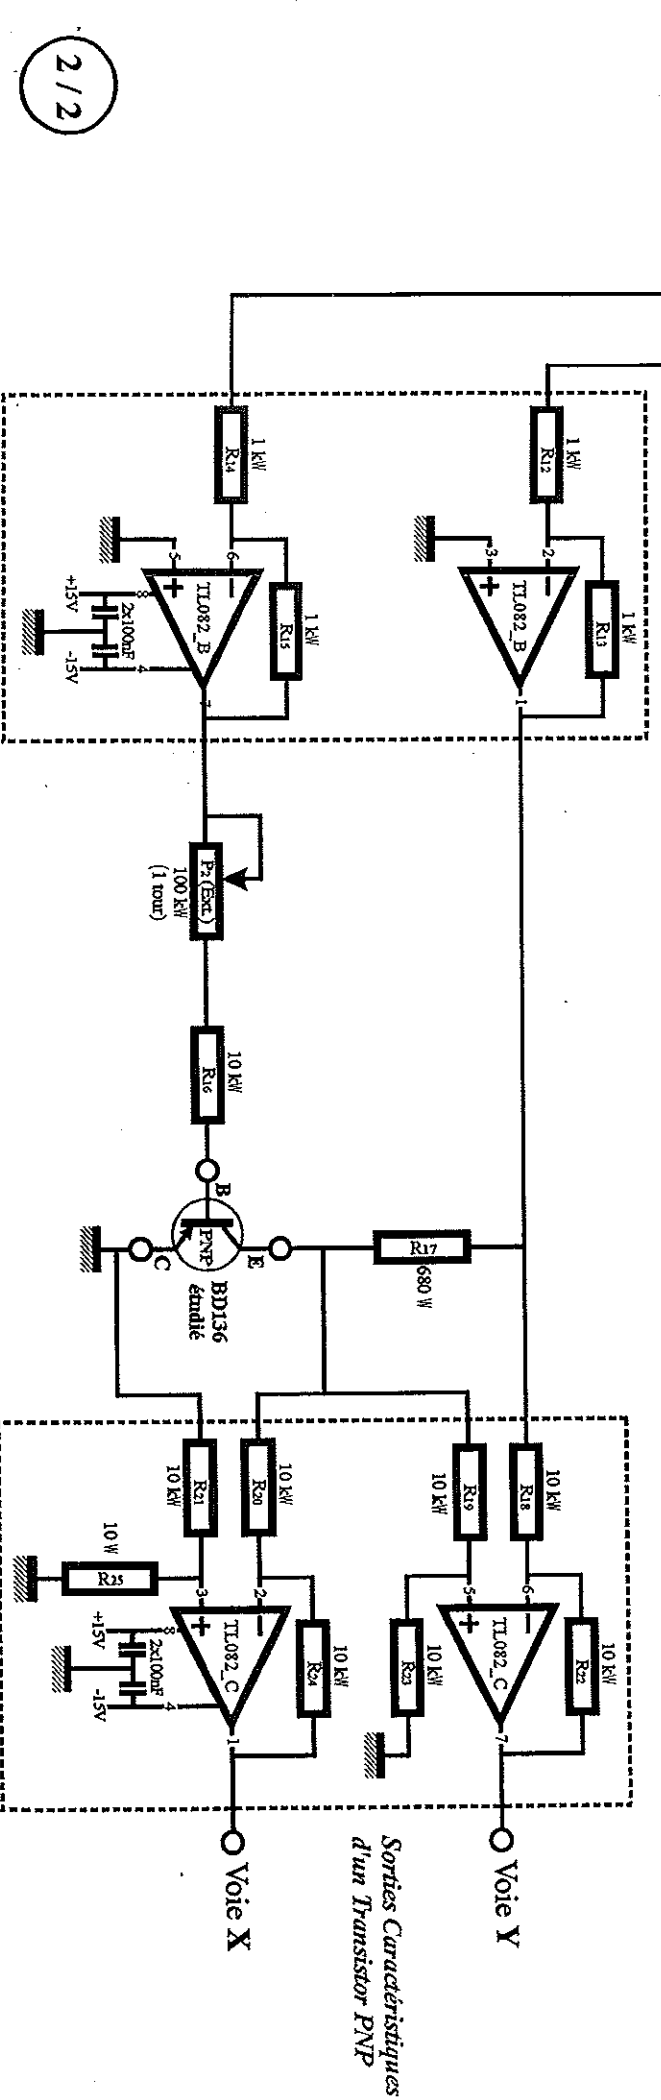 2 / 2
1 kW
R12
1 kW
R13
2
3
TL082_B
1
1 kW
R14
1 kW
R15
6
5
TL082_B
7
8
4
+15V
2x100nF
-15V
P2 (Ext.)
100 kW
(1 tour)
10 kW
R16
B
PNP
E
C
BD136
étudié
R17
680 W
10 kW
R18
R19
10 kW
10 kW
R22
6
5
TL082_C
7
10 kW
R23
Voie Y
10 kW
R20
R21
10 kW
10 kW
R24
2
3
TL082_C
1
10 W
R25
8
4
+15V
2x100nF
-15V
Voie X
Sorties Caractéristiques
d'un Transistor PNP